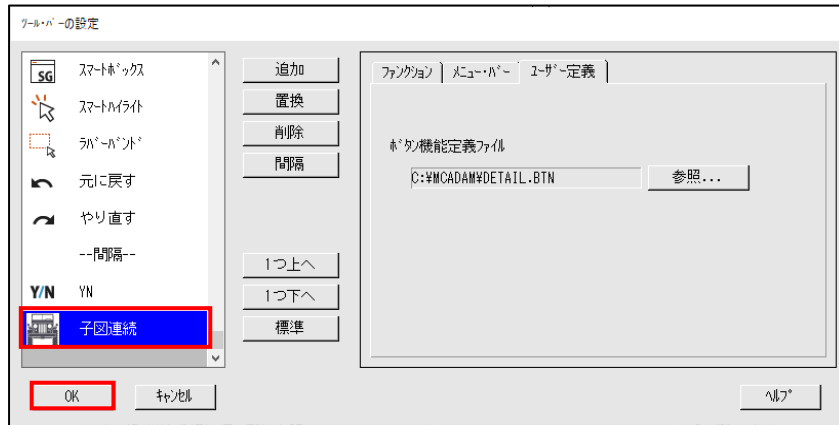 ﾂｰﾙ･ﾊﾞｰの設定
SG ｽﾏｰﾄﾎﾞｯｸｽ
ｽﾏｰﾄﾊｲﾗｲﾄ
ﾗﾊﾞｰﾊﾞﾝﾄﾞ
元に戻す
やり直す
--間隔--
Y/N YN
子図連続
追加
置換
削除
間隔
1つ上へ
1つ下へ
標準
ﾌｧﾝｸｼｮﾝ ﾒﾆｭｰ･ﾊﾞｰ ﾕｰｻﾞｰ定義
ﾎﾞﾀﾝ機能定義ﾌｧｲﾙ
C:¥MCADAM¥DETAIL.BTN 参照...
OK ｷｬﾝｾﾙ ﾍﾙﾌﾟ